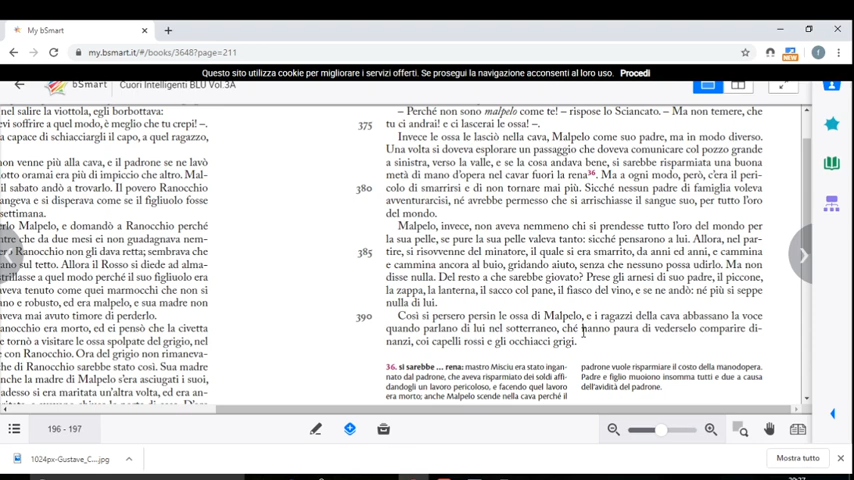 My bSmart
my.bsmart.it/#/books/3648?page=211
NEW
f
Questo sito utilizza cookie per migliorare i servizi offerti. Se prosegui la navigazione acconsenti al loro uso. Procedi
bSmart Cuori Intelligenti BLU Vol.3A
nel salire la viottola, egli borbottava:
evi soffrire a quel modo, è meglio che tu crepi! –.
a capace di schiacciargli il capo, a quel ragazzo,
non venne più alla cava, e il padrone se ne lavò
otto oramai era più di impiccio che altro. Mal-
il sabato andò a trovarlo. Il povero Ranocchio
angeva e si disperava come se il figliuolo fosse
settimana.
erlo Malpelo, e domandò a Ranocchio perché
ntre che da due mesi ei non guadagnava nem-
Ranocchio non gli dava retta; sembrava che
ano sul tetto. Allora il Rosso si diede ad alma-
strillasse a quel modo perché il suo figliuolo era
aveva tenuto come quei marmocchi che non si
ano e robusto, ed era malpelo, e sua madre non
aveva mai avuto timore di perderlo.
anocchio era morto, ed ei pensò che la civetta
tornò a visitare le ossa spolpate del grigio, nel
e con Ranocchio. Ora del grigio non rimaneva-
di Ranocchio sarebbe stato così. Sua madre
anche la madre di Malpelo s'era asciugati i suoi,
adesso si era maritata un'altra volta, ed era an-
375
– Perché non sono malpelo come te! – rispose lo Sciancato. – Ma non temere, che
tu ci andrai! e ci lascerai le ossa! –.
Invece le ossa le lasciò nella cava, Malpelo come suo padre, ma in modo diverso.
Una volta si doveva esplorare un passaggio che doveva comunicare col pozzo grande
a sinistra, verso la valle, e se la cosa andava bene, si sarebbe risparmiata una buona
metà di mano d'opera nel cavar fuori la rena36. Ma a ogni modo, però, c'era il peri-
380
colo di smarrirsi e di non tornare mai più. Sicché nessun padre di famiglia voleva
avventurarcisi, né avrebbe permesso che si arrischiasse il sangue suo, per tutto l'oro
del mondo.
Malpelo, invece, non aveva nemmeno chi si prendesse tutto l'oro del mondo per
la sua pelle, se pure la sua pelle valeva tanto: sicché pensarono a lui. Allora, nel par-
385
tire, si risovvenne del minatore, il quale si era smarrito, da anni ed anni, e cammina
e cammina ancora al buio, gridando aiuto, senza che nessuno possa udirlo. Ma non
disse nulla. Del resto a che sarebbe giovato? Prese gli arnesi di suo padre, il piccone,
la zappa, la lanterna, il sacco col pane, il fiasco del vino, e se ne andò: né più si seppe
nulla di lui.
390
Così si persero persin le ossa di Malpelo, e i ragazzi della cava abbassano la voce
quando parlano di lui nel sotterraneo, ché hanno paura di vederselo comparire di-
nanzi, coi capelli rossi e gli occhiacci grigi.
36. si sarebbe ... rena: mastro Misciu era stato ingan-
nato dal padrone, che aveva risparmiato dei soldi affi-
dandogli un lavoro pericoloso, e facendo quel lavoro
era morto; anche Malpelo scende nella cava perché il
padrone vuole risparmiare il costo della manodopera.
Padre e figlio muoiono insomma tutti e due a causa
dell'avidità del padrone.
196 - 197
1024px-Gustave_C....jpg
Mostra tutto